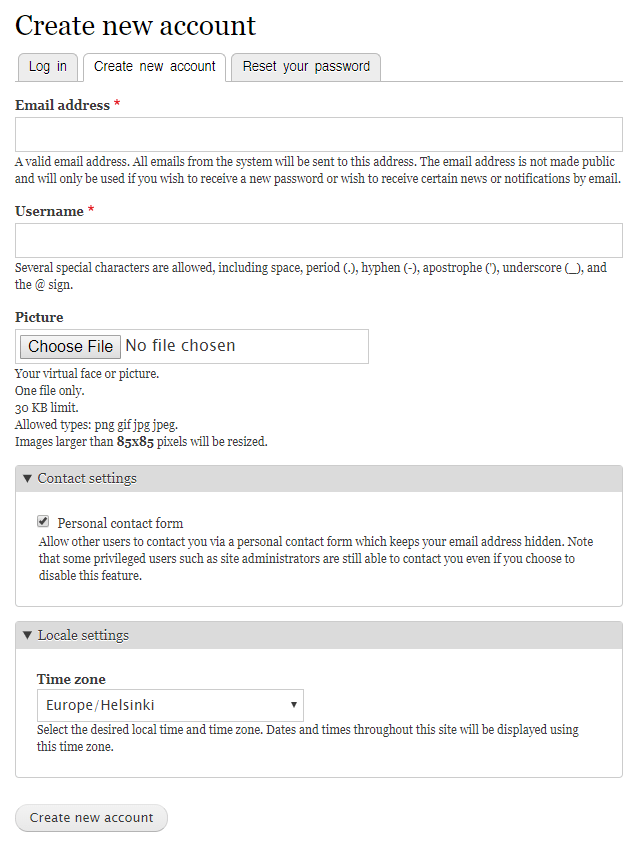 Create new account
Log in Create new account Reset your password
Email address *
A valid email address. All emails from the system will be sent to this address. The email address is not made public
and will only be used if you wish to receive a new password or wish to receive certain news or notifications by email.
Username *
Several special characters are allowed, including space, period (.), hyphen (-), apostrophe ('), underscore (_), and
the @ sign.
Picture
Choose File No file chosen
Your virtual face or picture.
One file only.
30 KB limit.
Allowed types: png gif jpg jpeg.
Images larger than 85x85 pixels will be resized.
▼ Contact settings
Personal contact form
Allow other users to contact you via a personal contact form which keeps your email address hidden. Note
that some privileged users such as site administrators are still able to contact you even if you choose to
disable this feature.
▼ Locale settings
Time zone
Europe/Helsinki
Select the desired local time and time zone. Dates and times throughout this site will be displayed using
this time zone.
Create new account